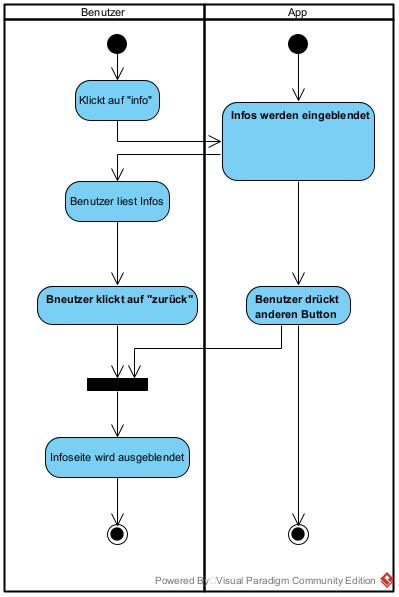 Benutzer
App
Klickt auf "info"
Infos werden eingeblendet
Benutzer liest Infos
Bneutzer klickt auf "zurück"
Benutzer drückt
anderen Button
Infoseite wird ausgeblendet
Powered By Visual Paradigm Community Edition